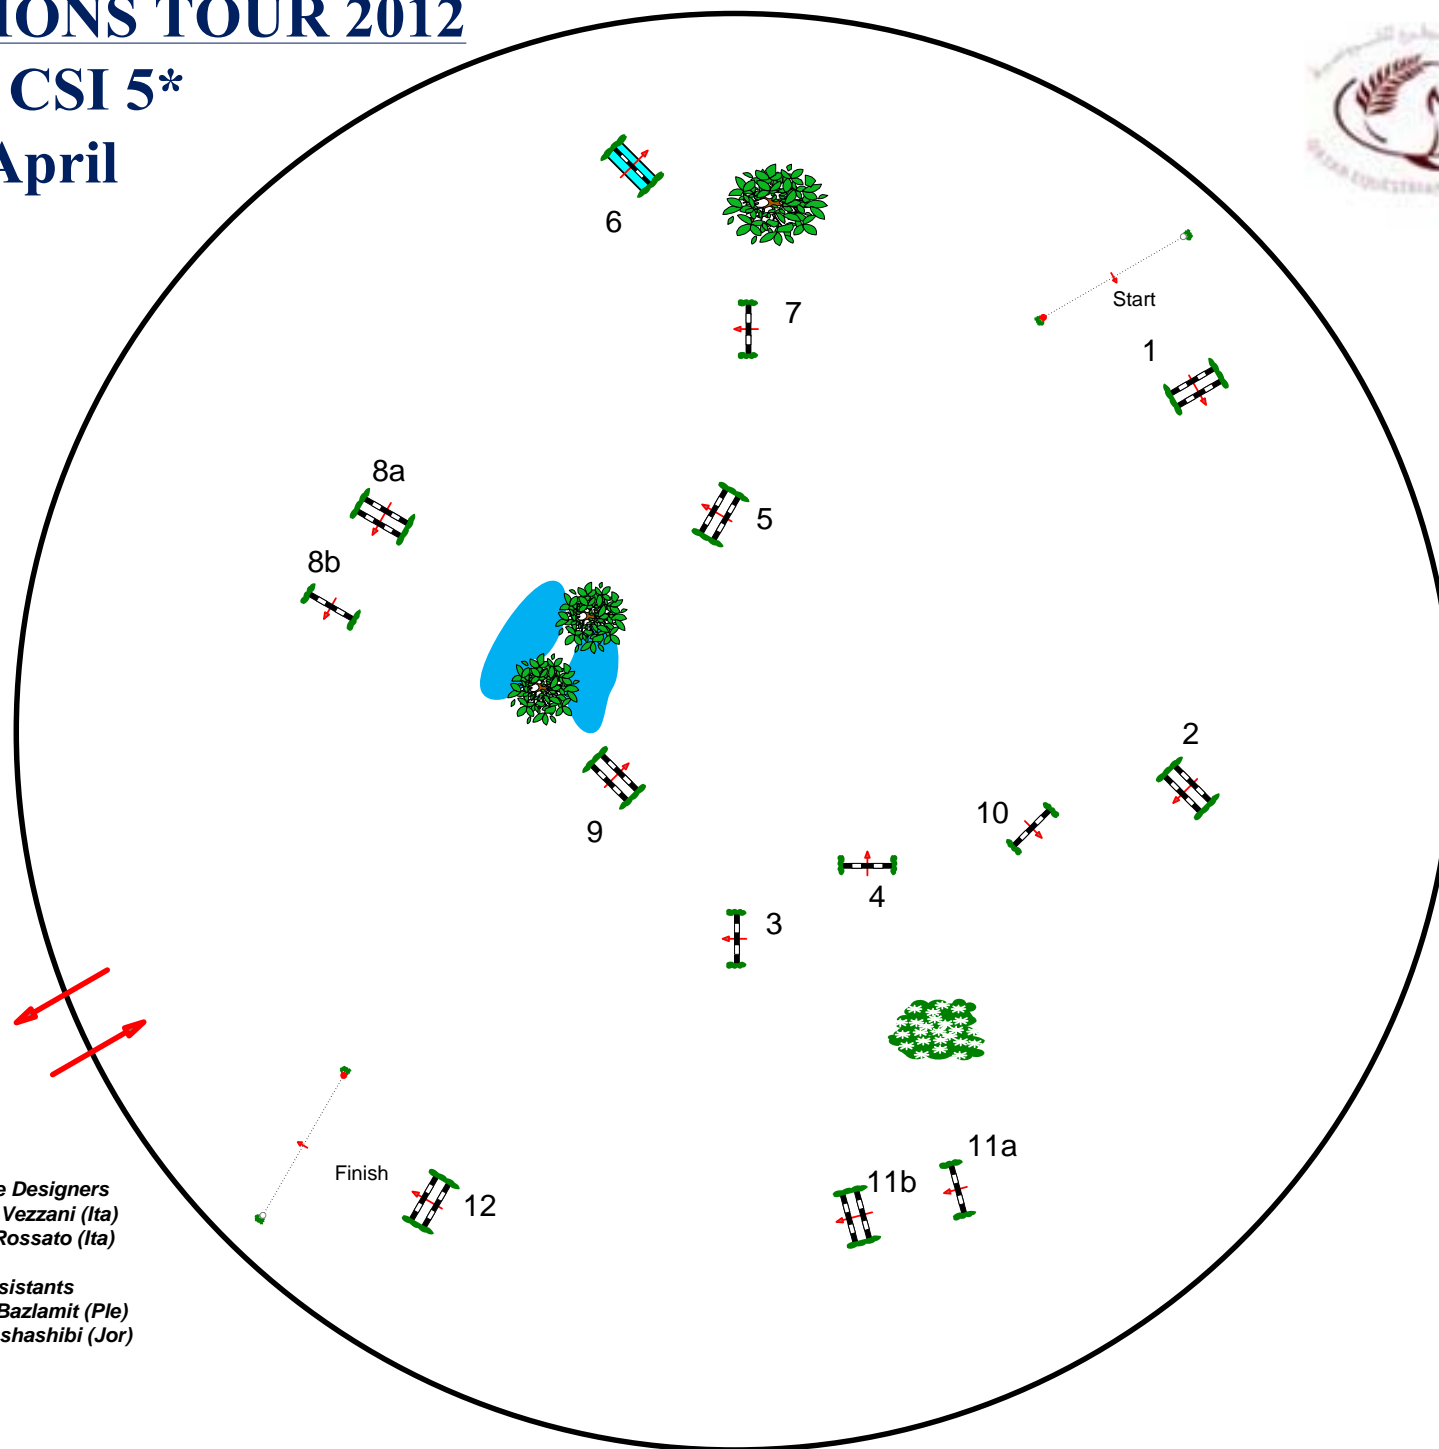 IONS TOUR 2012
CSI 5*
April
6
7
Start
1
8a
5
8b
2
10
9
4
3
11a
11b
Finish
12
e Designers
Vezzani (Ita)
Rossato (Ita)
sistants
Bazlamit (Ple)
shashibi (Jor)